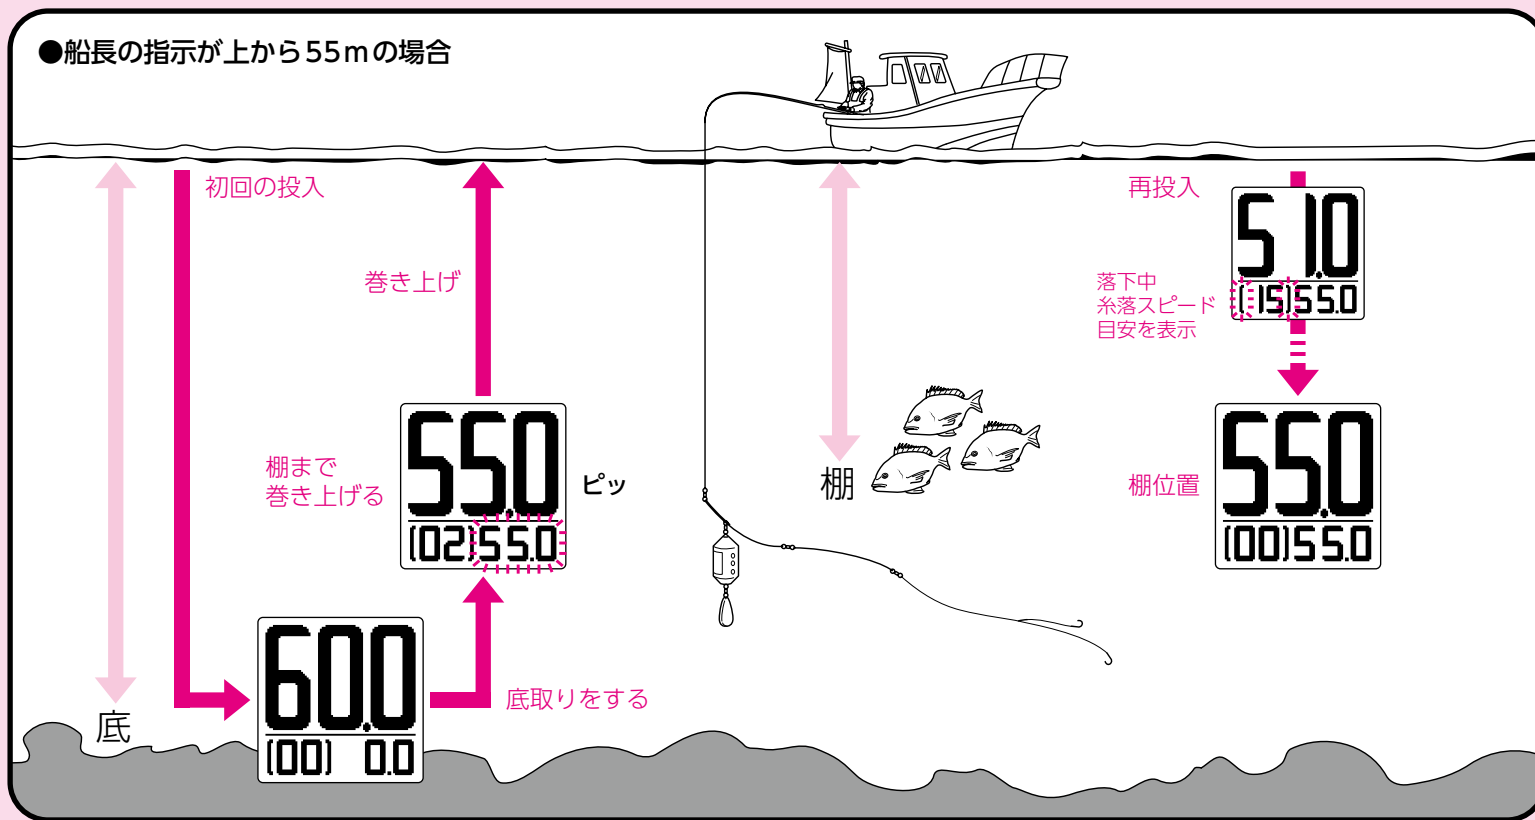 ●船長の指示が上から55mの場合
初回の投入
巻き上げ
棚まで
巻き上げる
55.0
(02)55.0
ピッ
60.0
(00) 0.0
底取りをする
底
棚
再投入
51.0
(15)55.0
落下中
糸落スピード
目安を表示
棚位置
55.0
(00)55.0